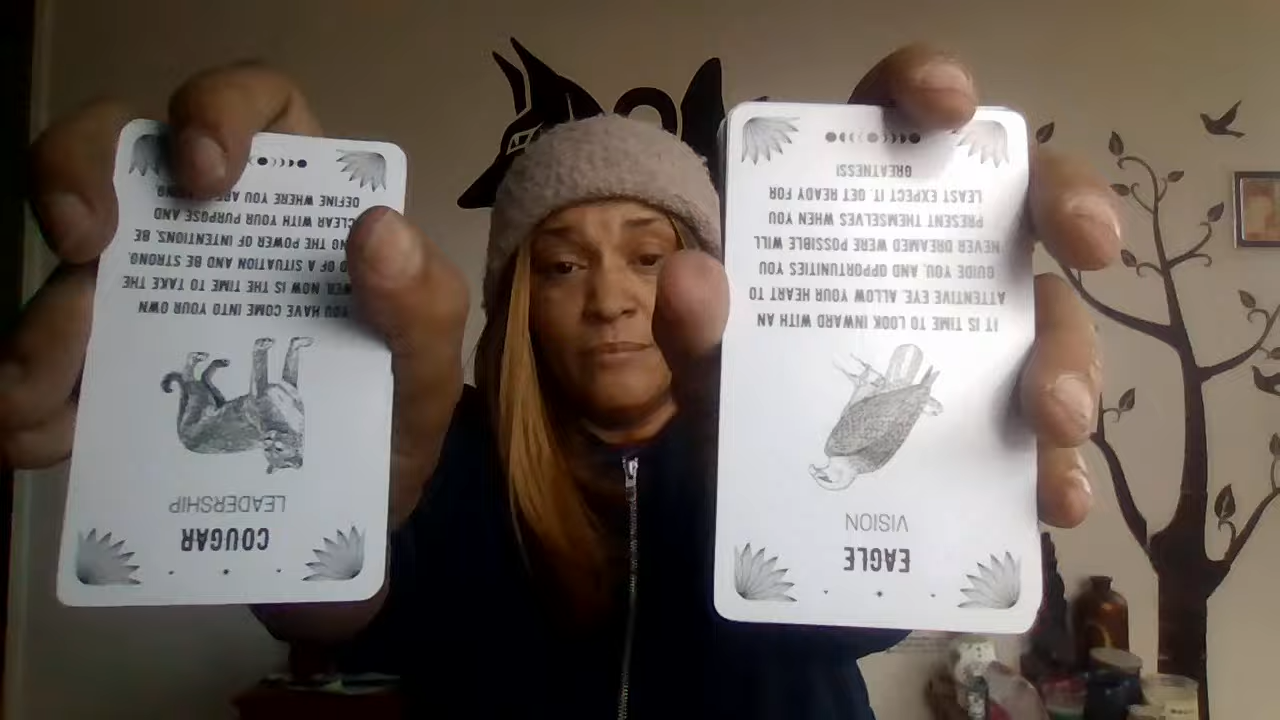 COUGAR
LEADERSHIP
YOU HAVE COME INTO YOUR OWN
NOW IS THE TIME TO TAKE THE
OF A SITUATION AND BE STRONG.
THE POWER OF INTENTIONS. BE
CLEAR WITH YOUR PURPOSE AND
DEFINE WHERE YOU ARE
EAGLE
VISION
IT IS TIME TO LOOK INWARD WITH AN
ATTENTIVE EYE. ALLOW YOUR HEART TO
GUIDE YOU, AND OPPORTUNITIES YOU
NEVER DREAMED WERE POSSIBLE WILL
PRESENT THEMSELVES WHEN YOU
LEAST EXPECT IT. GET READY FOR
GREATNESS!